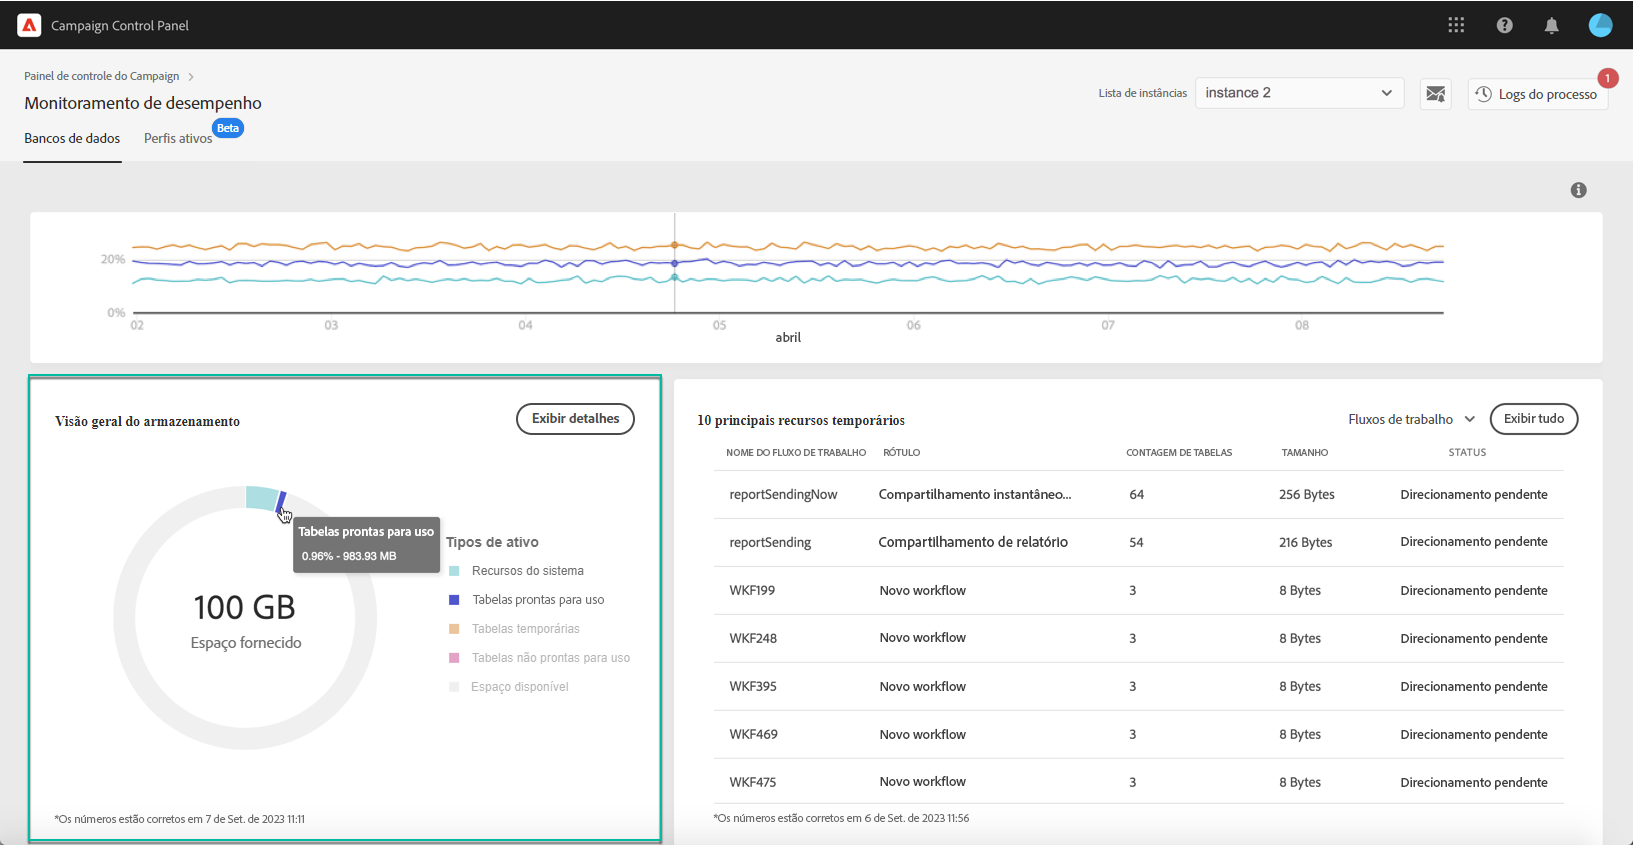 Campaign Control Panel
Painel de controle do Campaign
Monitoramento de desempenho
Bancos de dados
Perfis ativos
Beta
Lista de instâncias
instance 2
Logs do processo
1
20%
0%
02 03 04 05 06 07 08
abril
Visão geral do armazenamento
Exibir detalhes
Tabelas prontas para uso
0.96% - 983.93 MB
100 GB
Espaço fornecido
Tipos de ativo
Recursos do sistema
Tabelas prontas para uso
Tabelas temporárias
Tabelas não prontas para uso
Espaço disponível
*Os números estão corretos em 7 de Set. de 2023 11:11
10 principais recursos temporários
Fluxos de trabalho
Exibir tudo
NOME DO FLUXO DE TRABALHO RÓTULO CONTAGEM DE TABELAS TAMANHO STATUS
reportSendingNow Compartilhamento instantâneo... 64 256 Bytes Direcionamento pendente
reportSending Compartilhamento de relatório 54 216 Bytes Direcionamento pendente
WKF199 Novo workflow 3 8 Bytes Direcionamento pendente
WKF248 Novo workflow 3 8 Bytes Direcionamento pendente
WKF395 Novo workflow 3 8 Bytes Direcionamento pendente
WKF469 Novo workflow 3 8 Bytes Direcionamento pendente
WKF475 Novo workflow 3 8 Bytes Direcionamento pendente
*Os números estão corretos em 6 de Set. de 2023 11:56